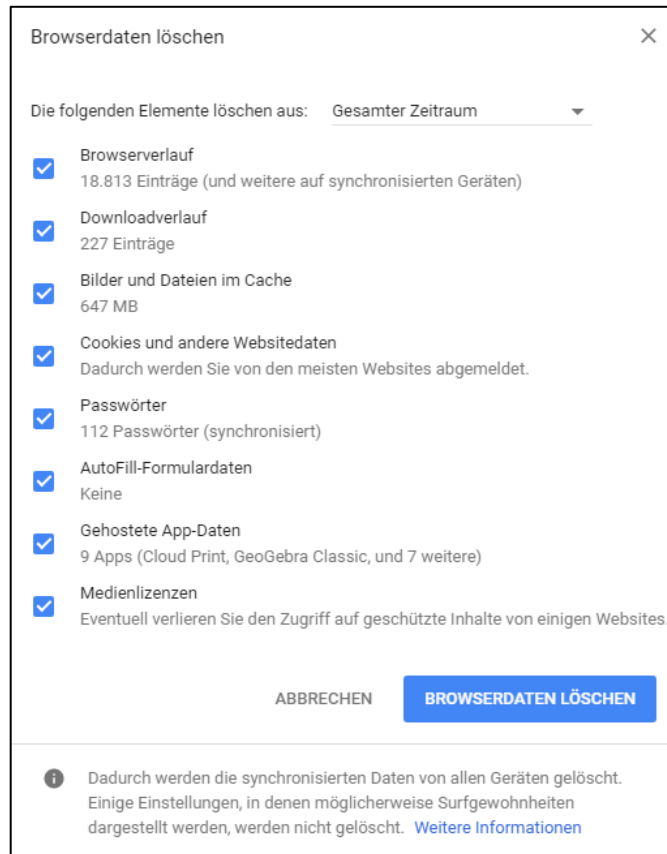 Browserdaten löschen
Die folgenden Elemente löschen aus: Gesamter Zeitraum
Browserverlauf
18.813 Einträge (und weitere auf synchronisierten Geräten)
Downloadverlauf
227 Einträge
Bilder und Dateien im Cache
647 MB
Cookies und andere Websitedaten
Dadurch werden Sie von den meisten Websites abgemeldet.
Passwörter
112 Passwörter (synchronisiert)
AutoFill-Formulardaten
Keine
Gehostete App-Daten
9 Apps (Cloud Print, GeoGebra Classic, und 7 weitere)
Medienlizenzen
Eventuell verlieren Sie den Zugriff auf geschützte Inhalte von einigen Websites.
ABBRECHEN BROWSERDATEN LÖSCHEN
Dadurch werden die synchronisierten Daten von allen Geräten gelöscht.
Einige Einstellungen, in denen möglicherweise Surfgewohnheiten
dargestellt werden, werden nicht gelöscht. Weitere Informationen